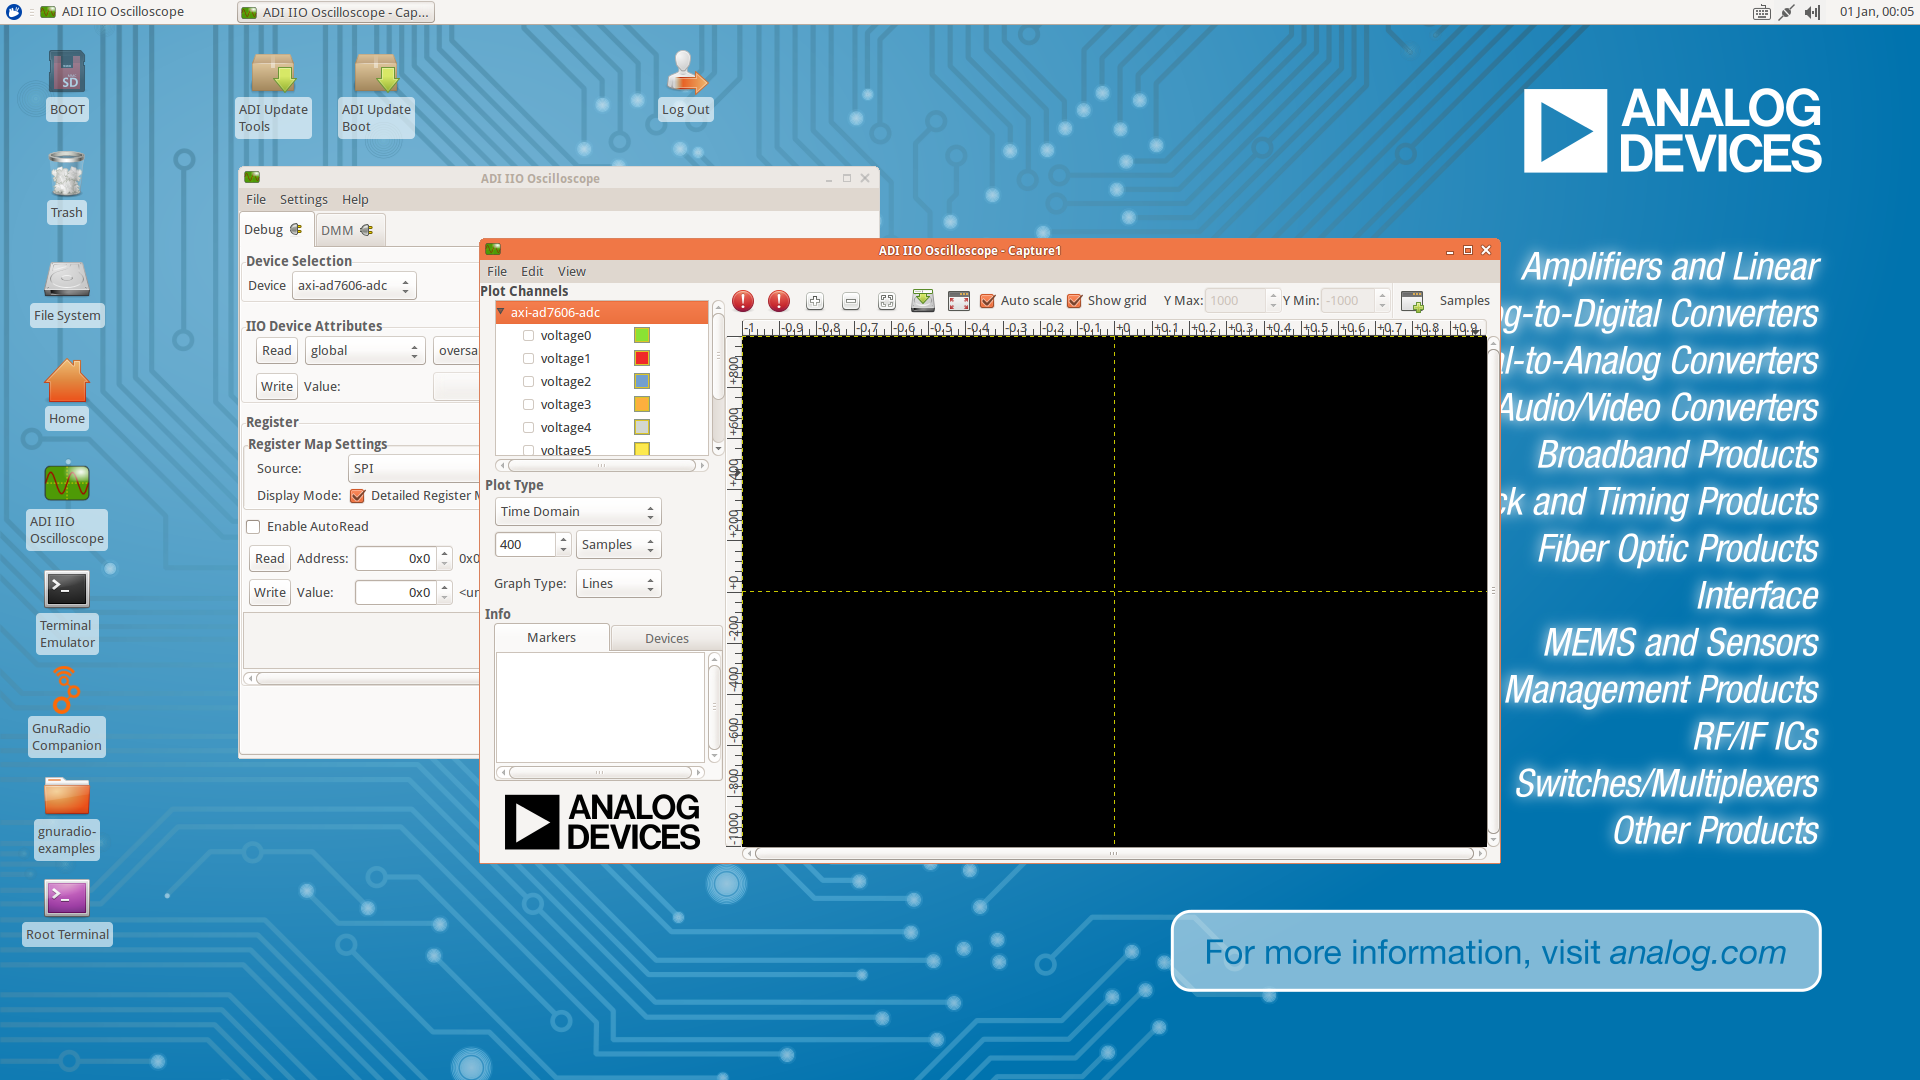 ADI IIO Oscilloscope
ADI IIO Oscilloscope - Cap...
01 Jan, 00:05
SD
BOOT
ADI Update
Tools
ADI Update
Boot
Log Out
ANALOG
DEVICES
Trash
File System
Home
ADI IIO
Oscilloscope
Terminal
Emulator
GnuRadio
Companion
gnuradio-
examples
Root Terminal
ADI IIO Oscilloscope
File Settings Help
Debug
DMM
Device Selection
Device axi-ad7606-adc
IIO Device Attributes
Read global oversa
Write Value:
Register
Register Map Settings
Source: SPI
Display Mode: Detailed Register M
Enable AutoRead
Read Address: 0x0 0x0
Write Value: 0x0 <un
ADI IIO Oscilloscope - Capture1
File Edit View
Plot Channels
axi-ad7606-adc
voltage0
voltage1
voltage2
voltage3
voltage4
voltage5
Plot Type
Time Domain
400 Samples
Graph Type: Lines
Info
Markers Devices
ANALOG
DEVICES
Auto scale Show grid Y Max: 1000 Y Min: -1000 Samples
-1 -0,9 -0,8 -0,7 -0,6 -0,5 -0,4 -0,3 -0,2 -0,1 +0 +0,1 +0,2 +0,3 +0,4 +0,5 +0,6 +0,7 +0,8 +0,9
+800
+600
+400
+200
+0
-200
-400
-600
-800
-1000
Amplifiers and Linear
g-to-Digital Converters
l-to-Analog Converters
Audio/Video Converters
Broadband Products
ck and Timing Products
Fiber Optic Products
Interface
MEMS and Sensors
Management Products
RF/IF ICs
Switches/Multiplexers
Other Products
For more information, visit analog.com